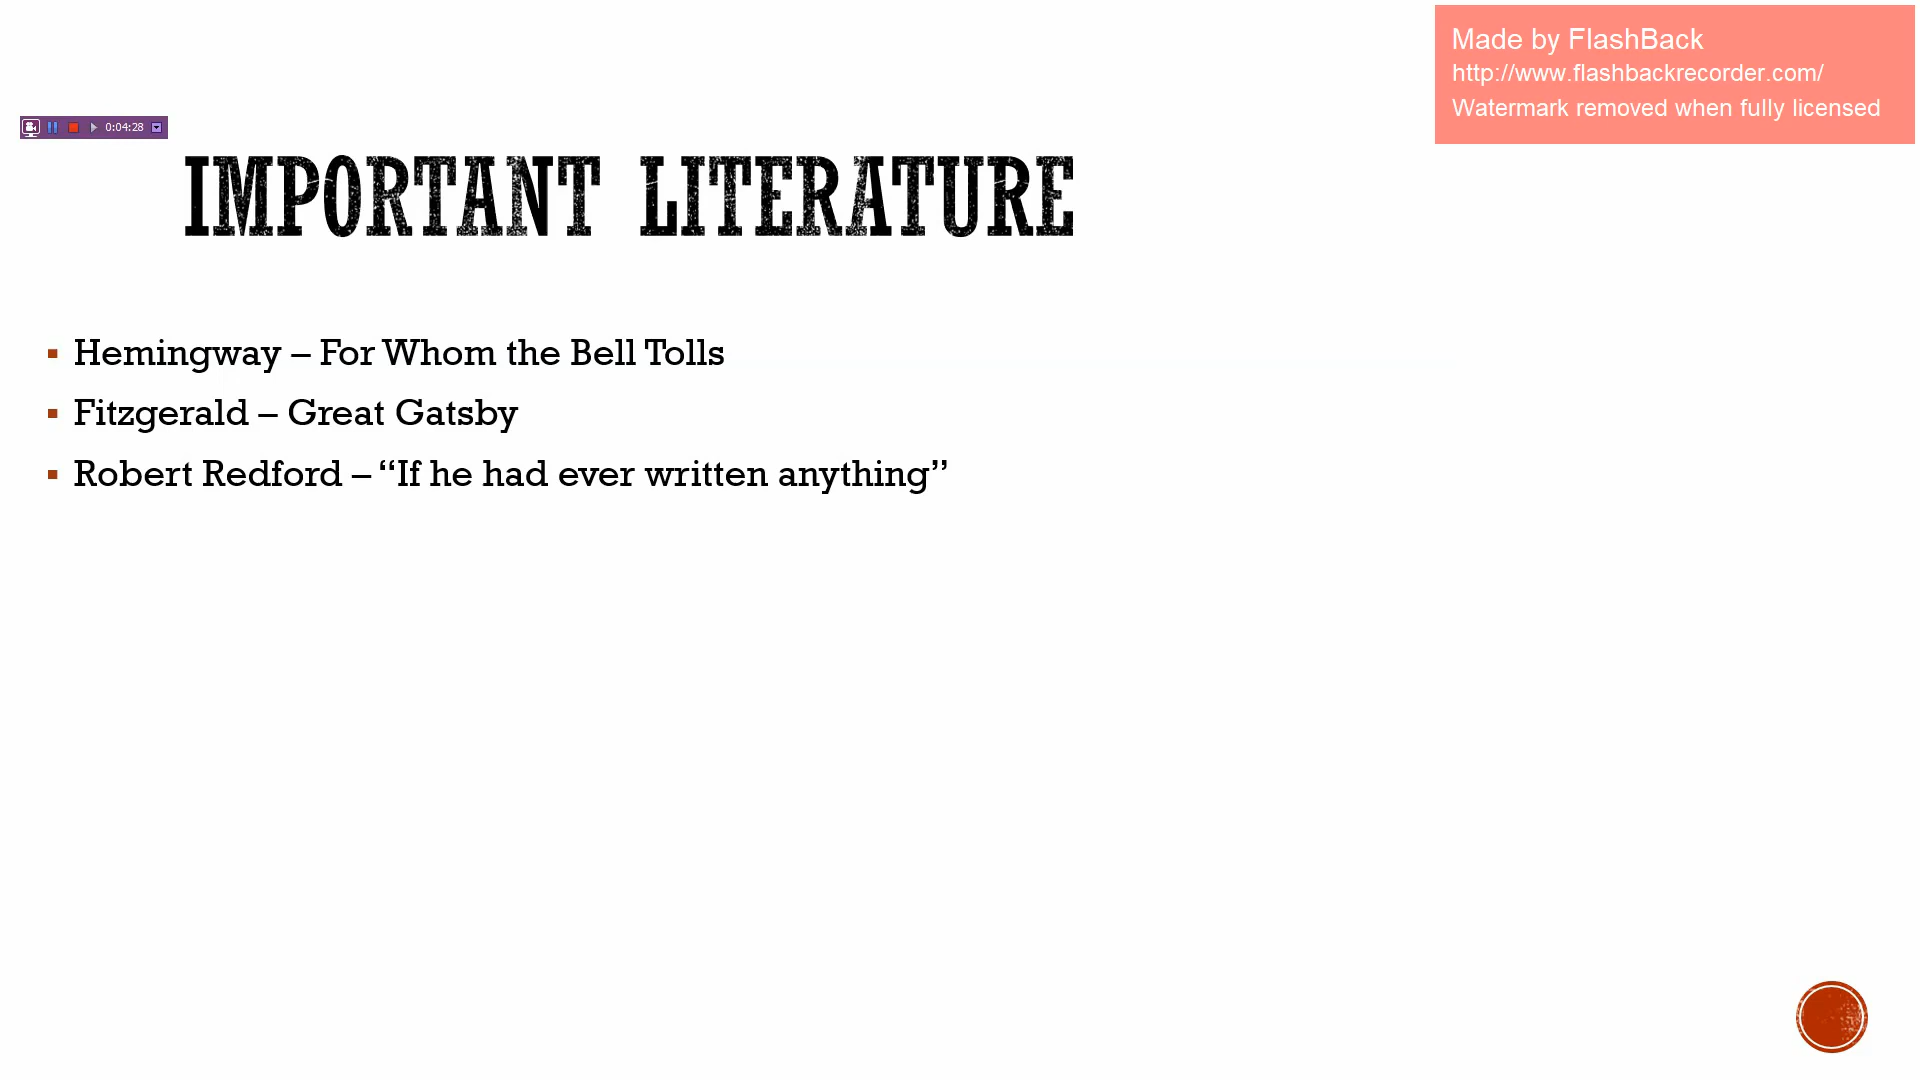 Made by FlashBack
http://www.flashbackrecorder.com/
Watermark removed when fully licensed
0:04:28
IMPORTANT LITERATURE
▪ Hemingway – For Whom the Bell Tolls
▪ Fitzgerald – Great Gatsby
▪ Robert Redford – “If he had ever written anything”